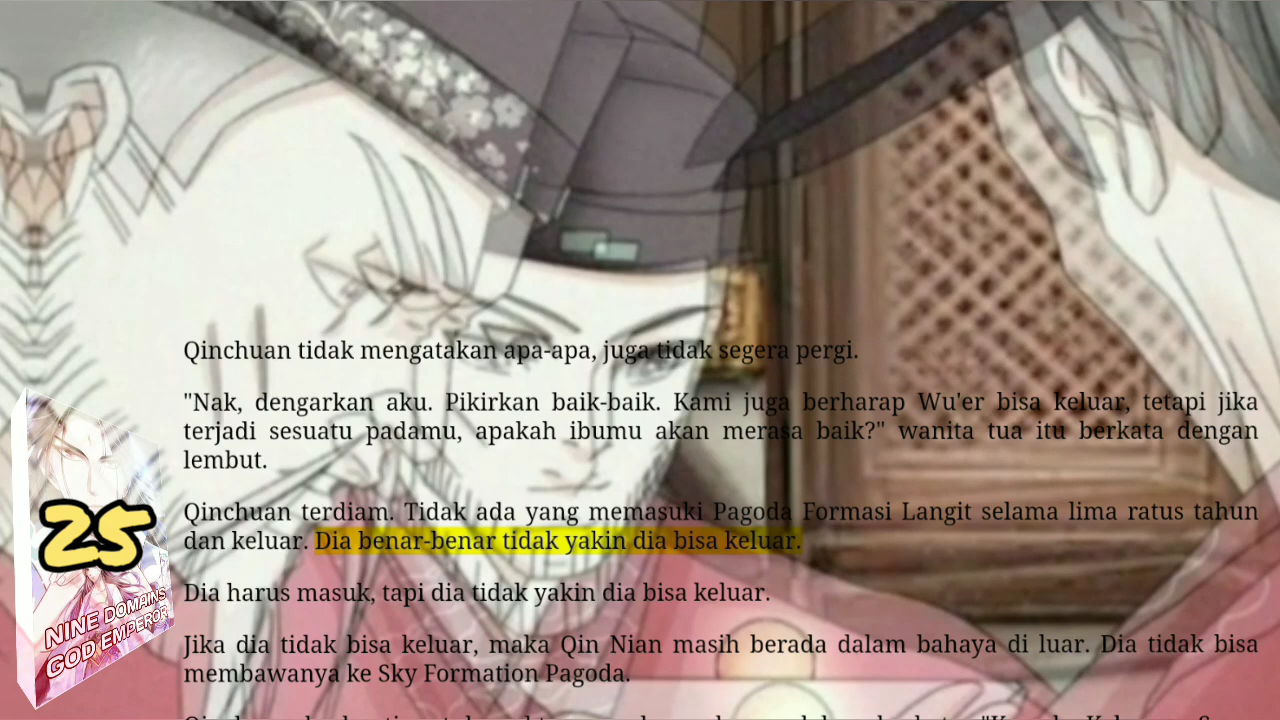 Qinchuan tidak mengatakan apa-apa, juga tidak segera pergi.
"Nak, dengarkan aku. Pikirkan baik-baik. Kami juga berharap Wu'er bisa keluar, tetapi jika
terjadi sesuatu padamu, apakah ibumu akan merasa baik?" wanita tua itu berkata dengan
lembut.
Qinchuan terdiam. Tidak ada yang memasuki Pagoda Formasi Langit selama lima ratus tahun
dan keluar. Dia benar-benar tidak yakin dia bisa keluar.
Dia harus masuk, tapi dia tidak yakin dia bisa keluar.
Jika dia tidak bisa keluar, maka Qin Nian masih berada dalam bahaya di luar. Dia tidak bisa
membawanya ke Sky Formation Pagoda.
25
NINE DOMAINS
GOD EMPEROR